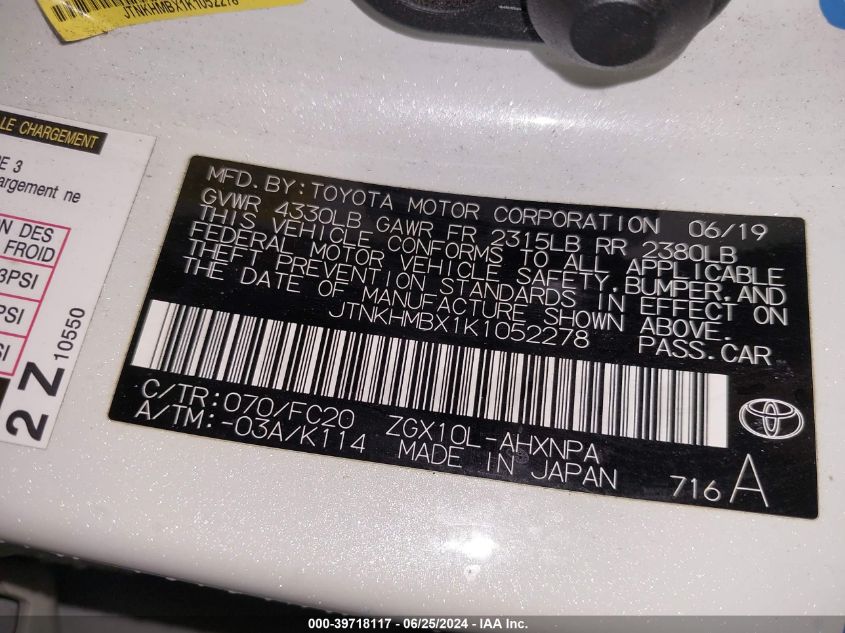 JTNKHMBX1K1052278
LE CHARGEMENT
E 3
argement ne
N DES
FROID
3PSI
PSI
SI
2Z 10550
MFD. BY: TOYOTA MOTOR CORPORATION 06/19
GVWR 4330LB GAWR FR 2315LB RR 2380LB
THIS VEHICLE CONFORMS TO ALL APPLICABLE
FEDERAL MOTOR VEHICLE SAFETY, BUMPER, AND
THEFT PREVENTION STANDARDS IN EFFECT ON
THE DATE OF MANUFACTURE SHOWN ABOVE.
JTNKHMBX1K1052278 PASS. CAR
C/TR: 070/FC20 ZGX10L-AHXNPA
A/TM: -03A/K114 MADE IN JAPAN
716 A
000-39718117 - 06/25/2024 - IAA Inc.